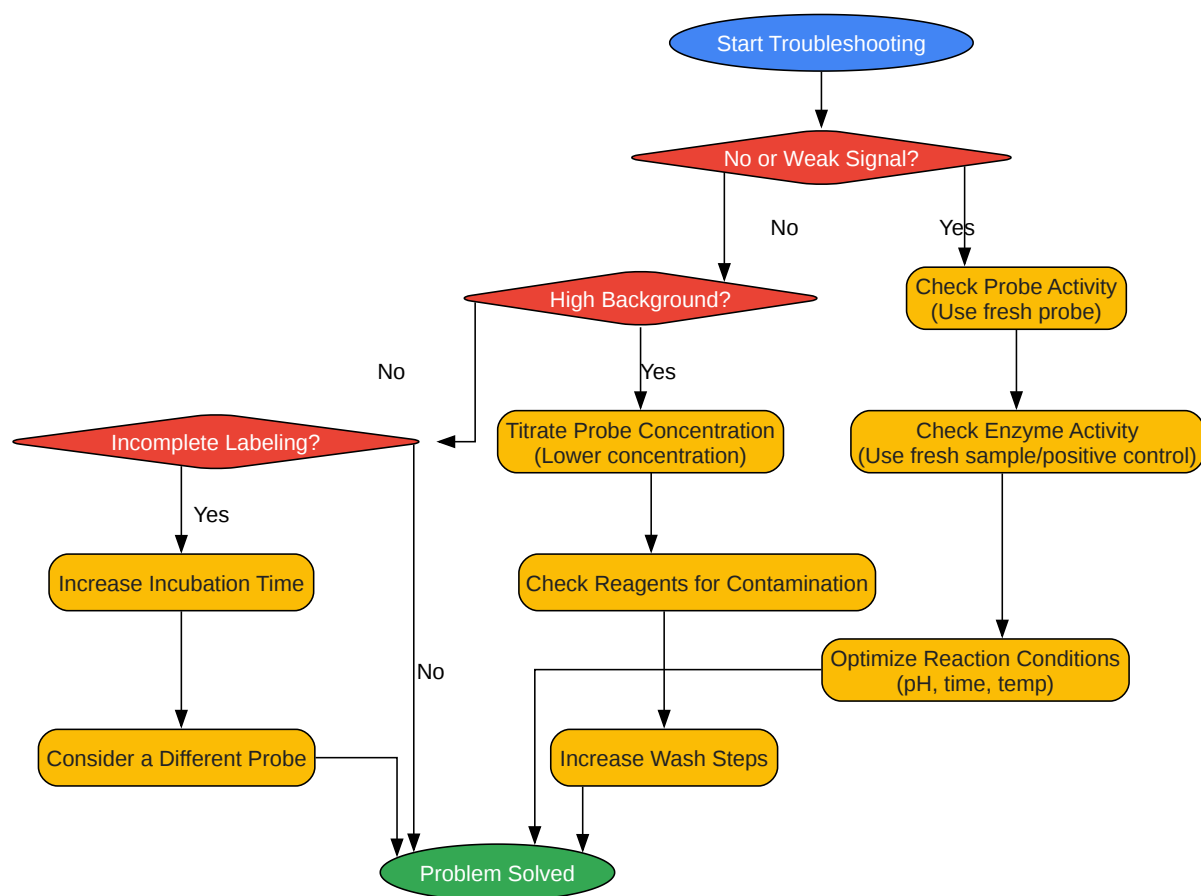 Start Troubleshooting
No or Weak Signal?
No
Yes
High Background?
Check Probe Activity
(Use fresh probe)
No
Yes
Incomplete Labeling?
Titrate Probe Concentration
(Lower concentration)
Check Enzyme Activity
(Use fresh sample/positive control)
Yes
Increase Incubation Time
Check Reagents for Contamination
No
Optimize Reaction Conditions
(pH, time, temp)
Consider a Different Probe
Increase Wash Steps
Problem Solved